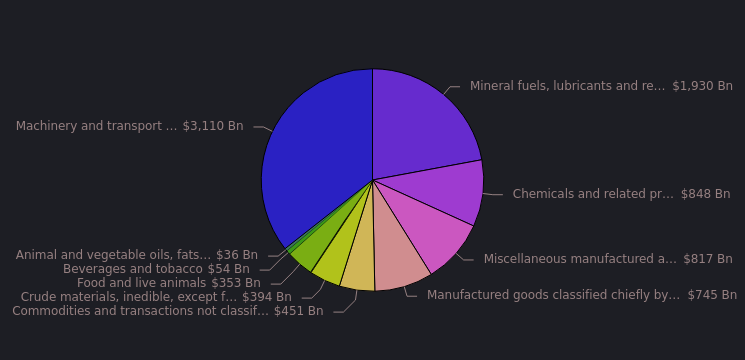 Mineral fuels, lubricants and re... $1,930 Bn
Machinery and transport ... $3,110 Bn
Chemicals and related pr... $848 Bn
Animal and vegetable oils, fats... $36 Bn
Miscellaneous manufactured a... $817 Bn
Beverages and tobacco $54 Bn
Food and live animals $353 Bn
Crude materials, inedible, except f... $394 Bn
Manufactured goods classified chiefly by... $745 Bn
Commodities and transactions not classif... $451 Bn